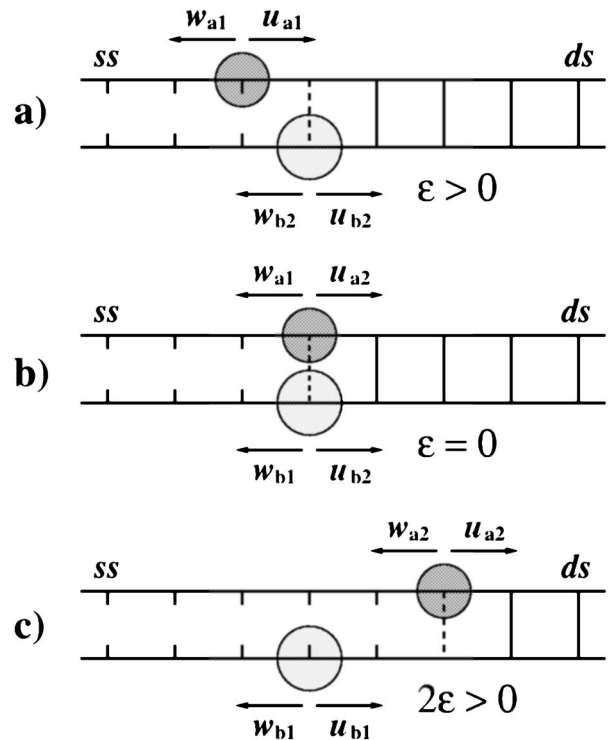 w_a1 u_a1
ss ds
a)
w_b2 u_b2 ε > 0
w_a1 u_a2
ss ds
b)
w_b1 u_b2 ε = 0
w_a2 u_a2
ss ds
c)
w_b1 u_b1 2ε > 0